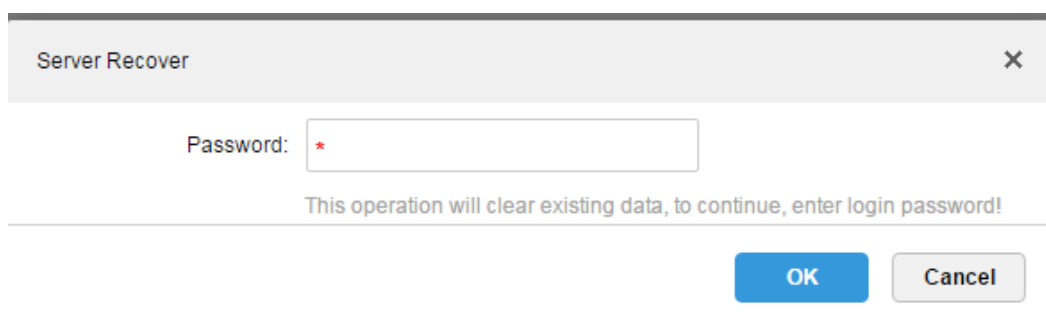 Server Recover
Password: *
This operation will clear existing data, to continue, enter login password!
OK Cancel